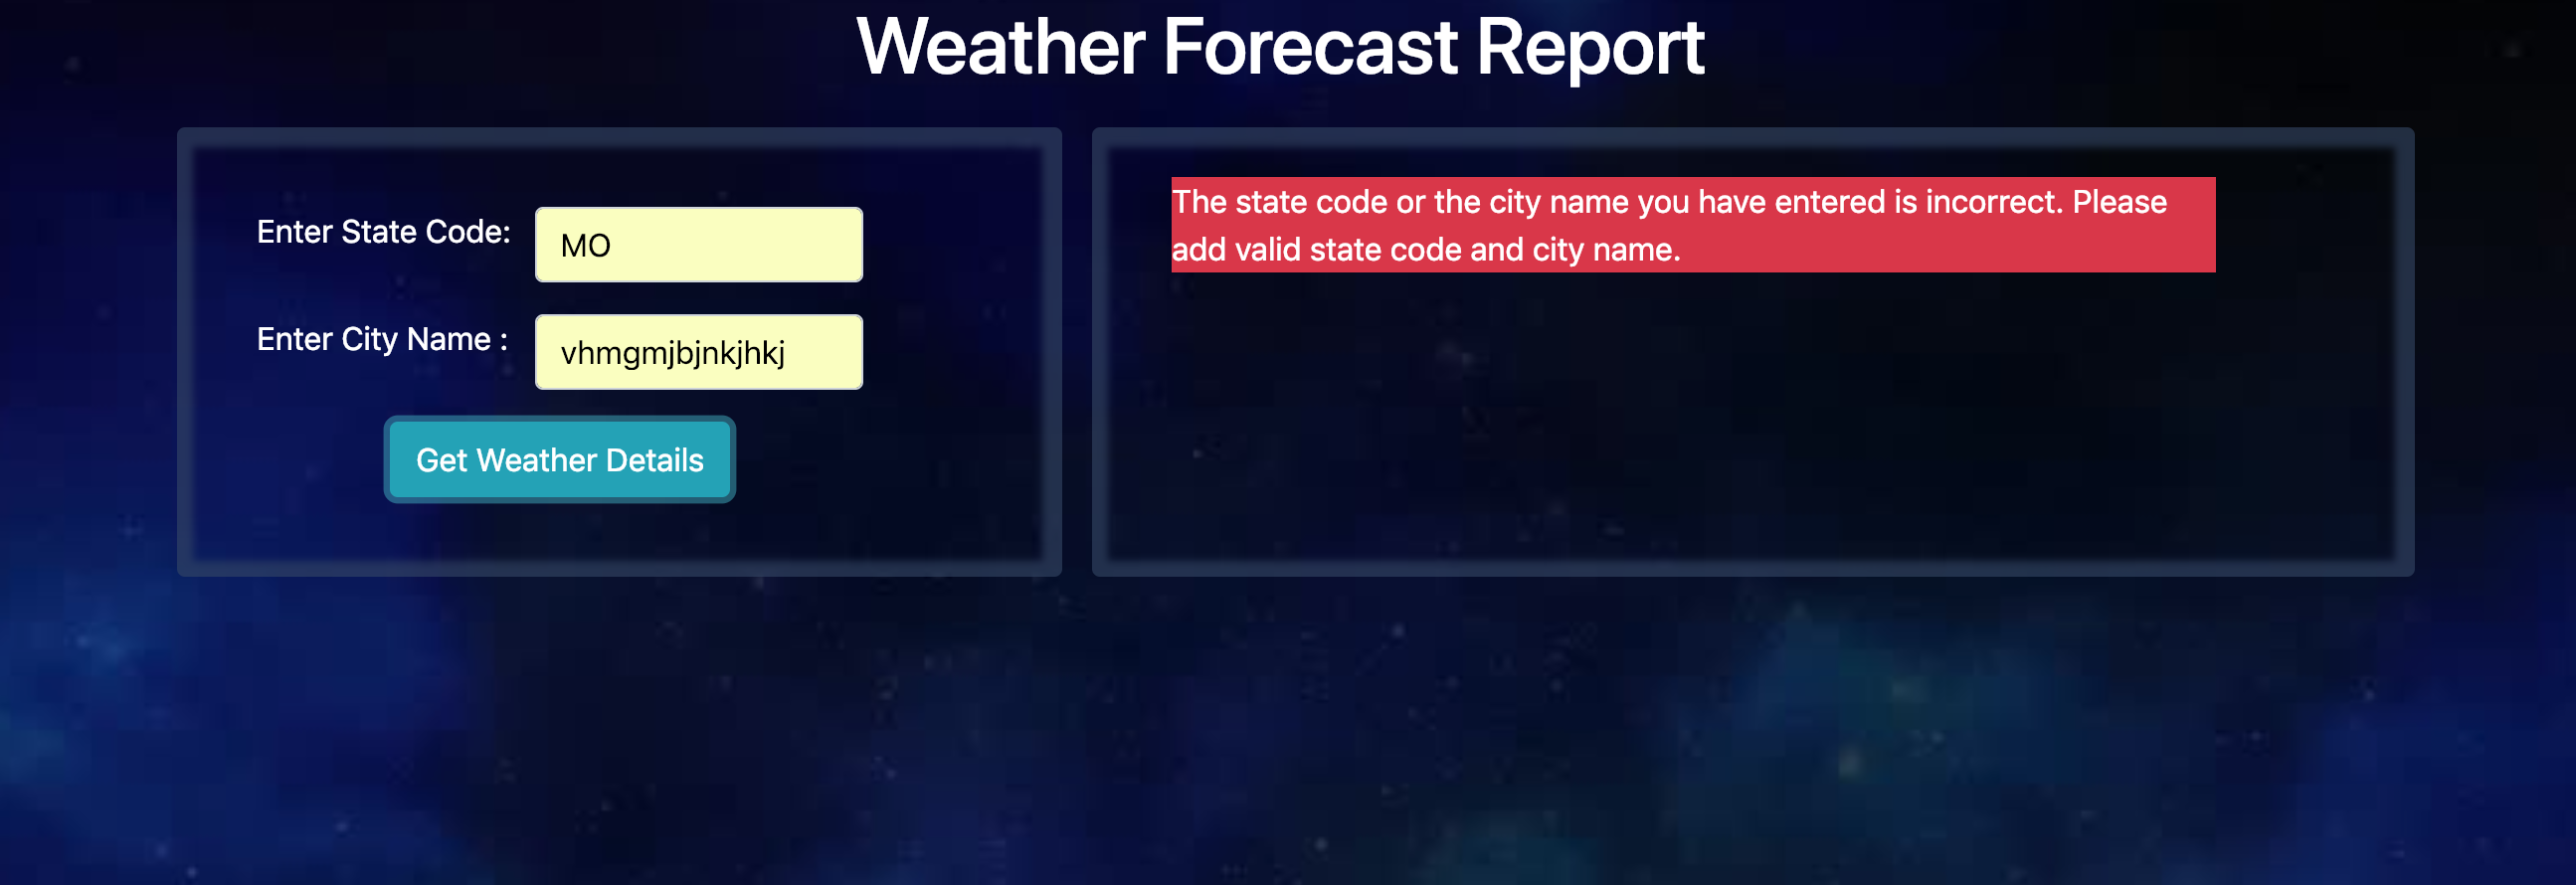 Weather Forecast Report
Enter State Code:
MO
Enter City Name :
vhmgmjbjnkjhkj
Get Weather Details
The state code or the city name you have entered is incorrect. Please
add valid state code and city name.